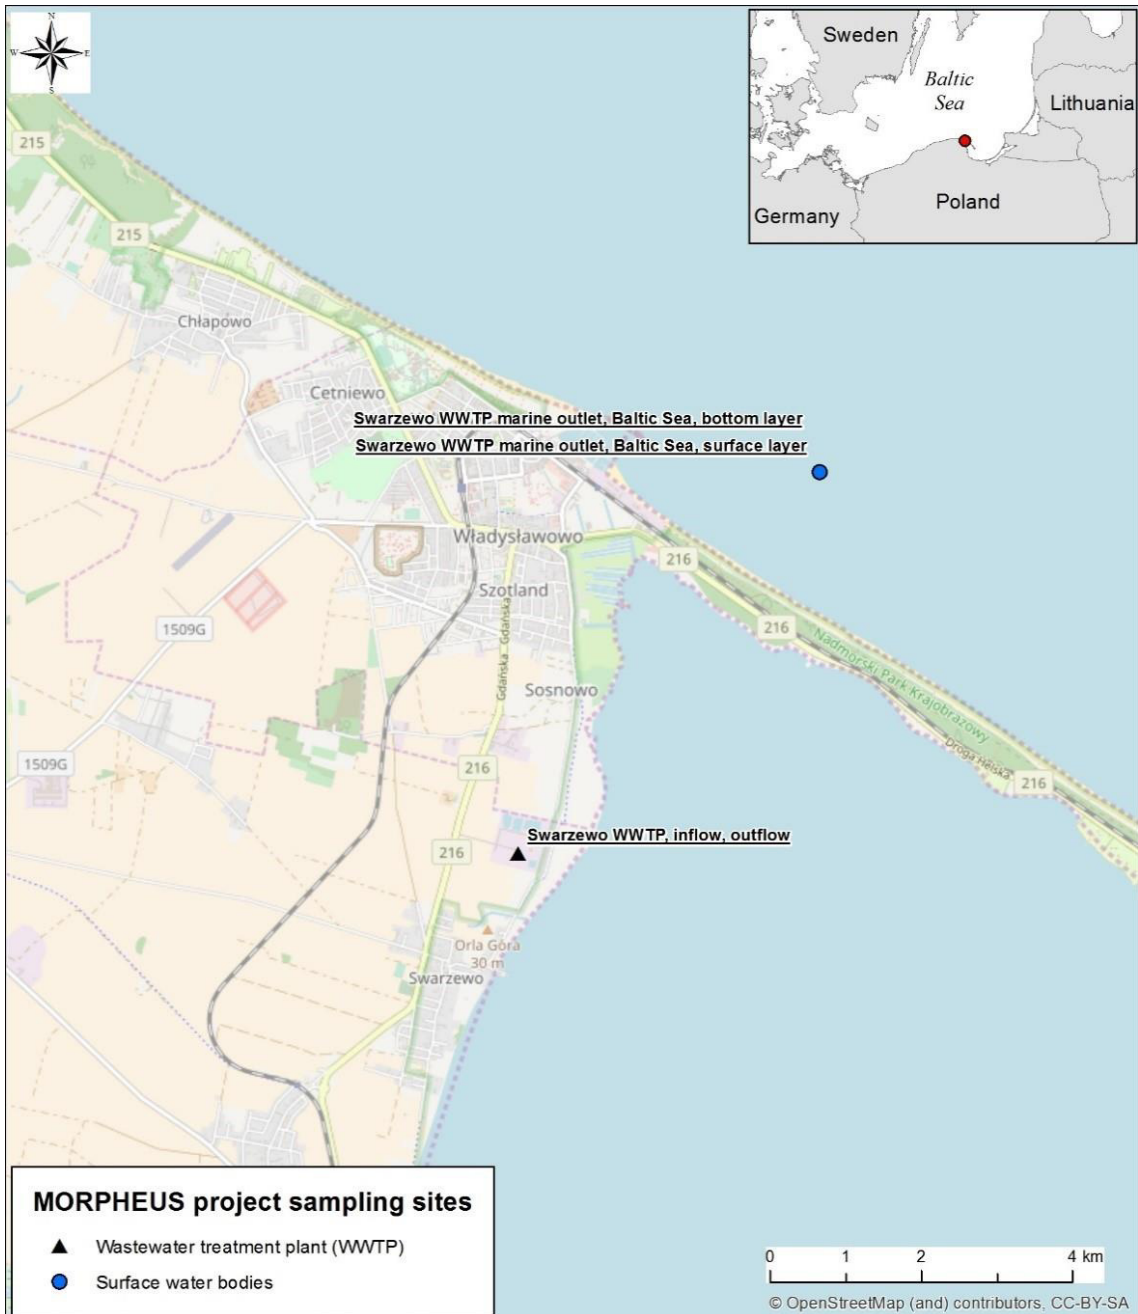 N
W E
S
Sweden
Baltic
Sea
Lithuania
Poland
Germany
215
215
Chłapowo
Cetniewo
Swarzewo WWTP marine outlet, Baltic Sea, bottom layer
Swarzewo WWTP marine outlet, Baltic Sea, surface layer
Władysławowo
216
Szotland
1509G
216
Gdańska Gdańska
Nadmorski Park Krajobrazowy
Sosnowo
Droga Helska
1509G
216
216
Swarzewo WWTP, inflow, outflow
216
Orla Góra
30 m
Swarzewo
MORPHEUS project sampling sites
Wastewater treatment plant (WWTP)
Surface water bodies
0 1 2 4 km
© OpenStreetMap (and) contributors, CC-BY-SA